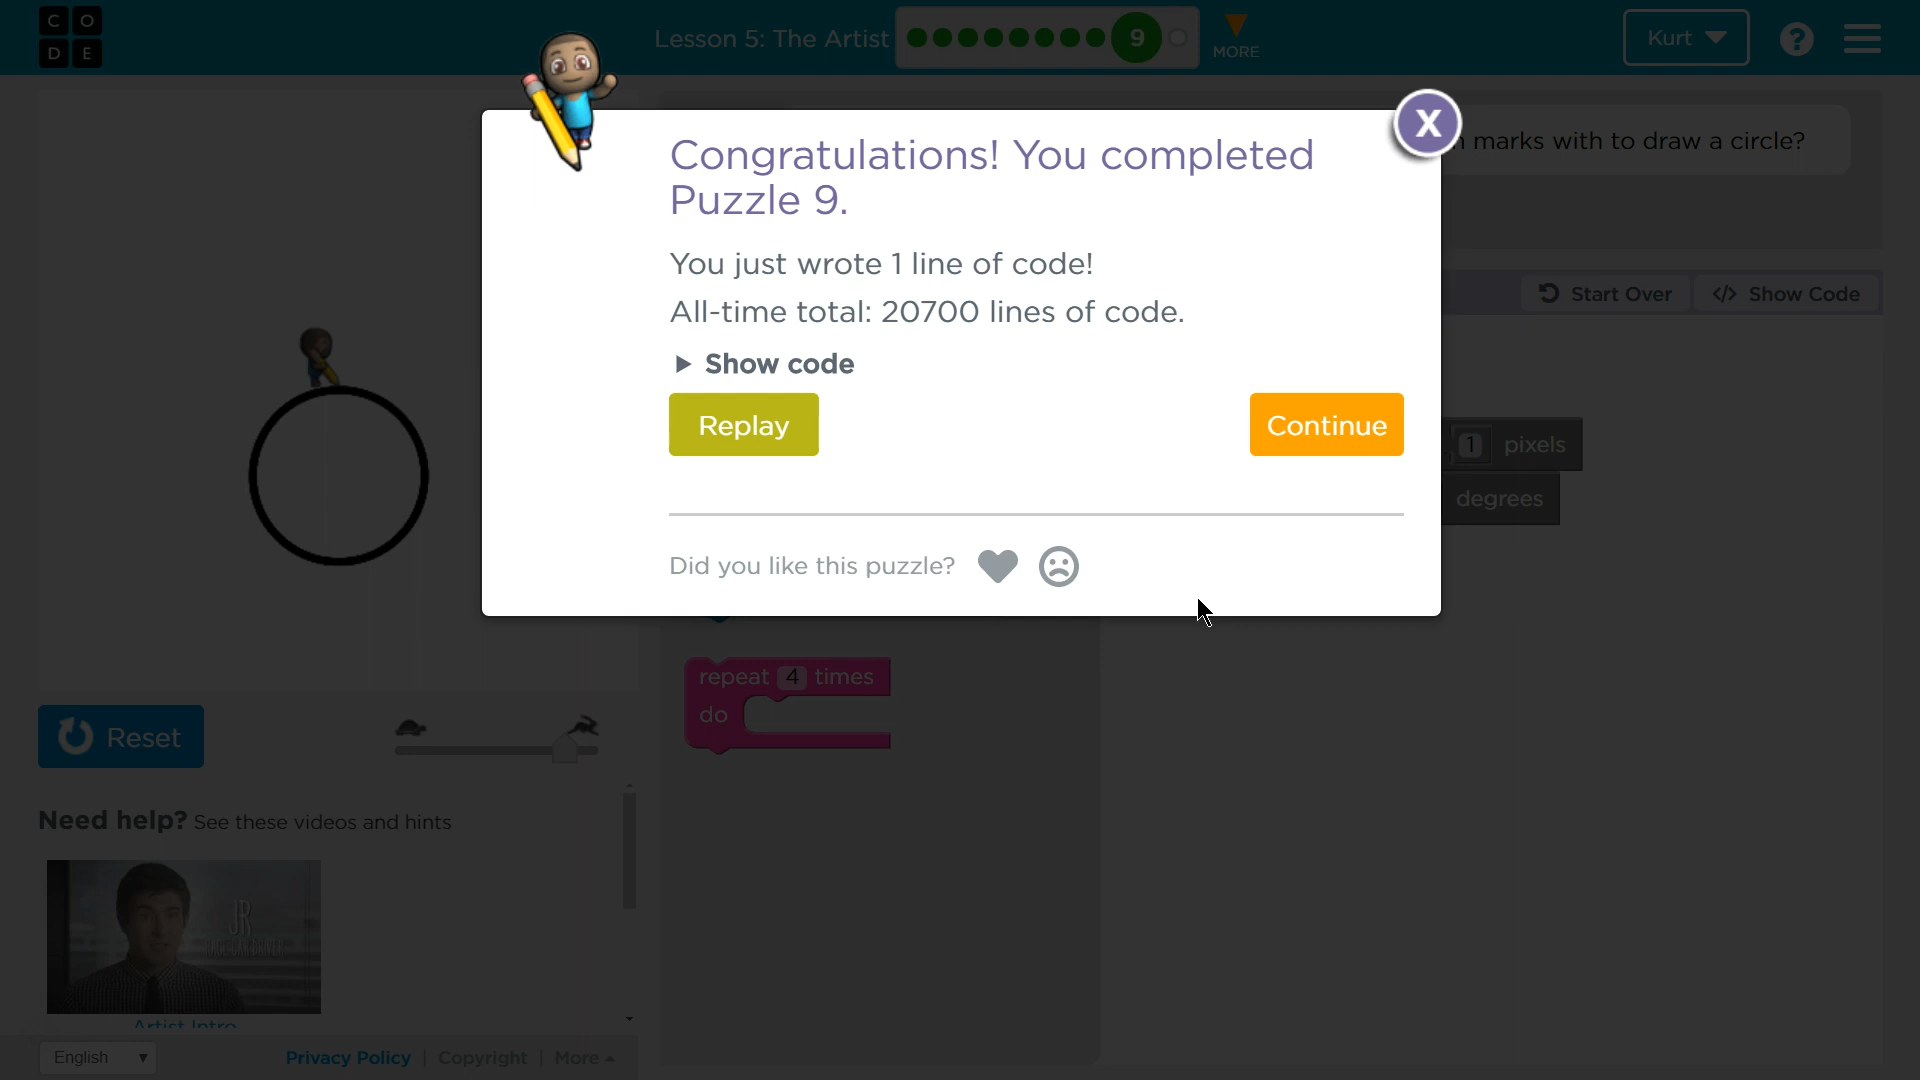 C O
D E
Lesson 5: The Artist
9
MORE
Kurt
?
X
marks with to draw a circle?
Congratulations! You completed
Puzzle 9.
You just wrote 1 line of code!
All-time total: 20700 lines of code.
Show code
Replay
Continue
Did you like this puzzle?
Start Over
</> Show Code
1 pixels
degrees
repeat 4 times
do
Reset
Need help? See these videos and hints
JR
Artist Intro
English
Privacy Policy | Copyright | More